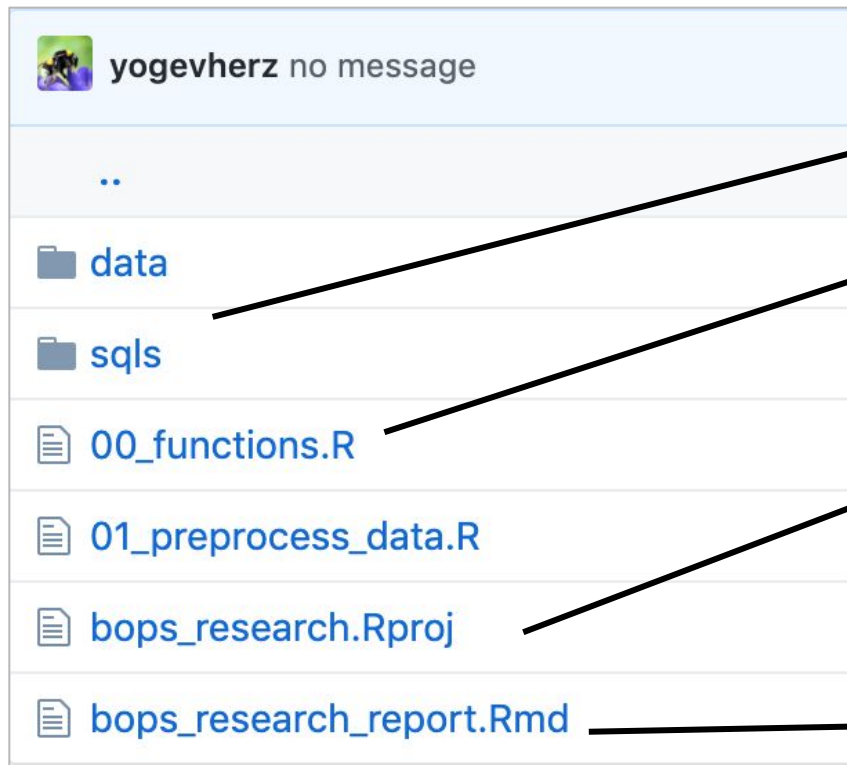 yogevherz no message
..
data
sqls
00_functions.R
01_preprocess_data.R
bops_research.Rproj
bops_research_report.Rmd